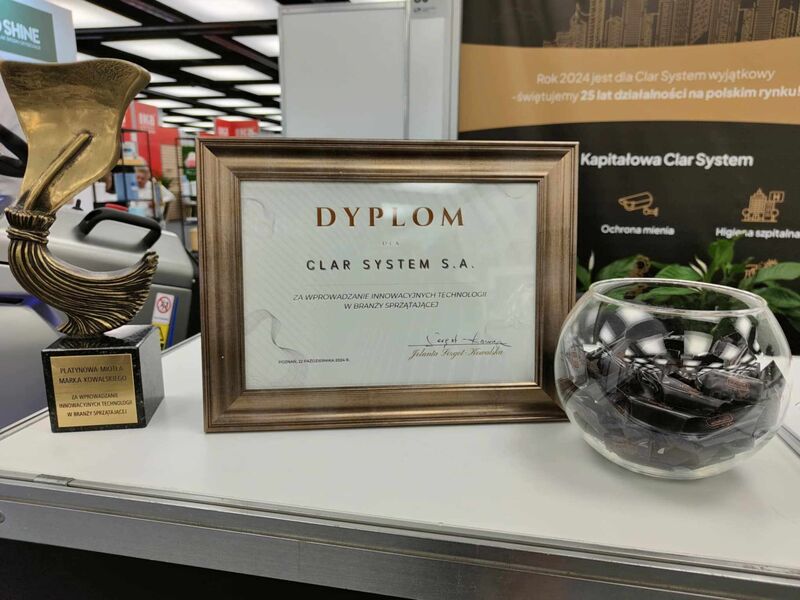 SHINE
Rok 2024 jest dla Clar System wyjątkowy
-świętujemy 25 lat działalności na polskim rynku!
Kapitałowa Clar System
Ochrona mienia
Higiena szpitalna
DYPLOM
DLA
CLAR SYSTEM S.A.
ZA WPROWADZANIE INNOWACYJNYCH TECHNOLOGII
W BRANŻY SPRZĄTAJĄCEJ
POZNAŃ, 22 PAŹDZIERNIKA 2024 R.
Jolanta Szrget-Kowalska
PLATYNOWA MIOTŁA
MARKA KOWALSKIEGO
ZA WPROWADZANIE
INNOWACYJNYCH TECHNOLOGII
W BRANŻY SPRZĄTAJĄCEJ